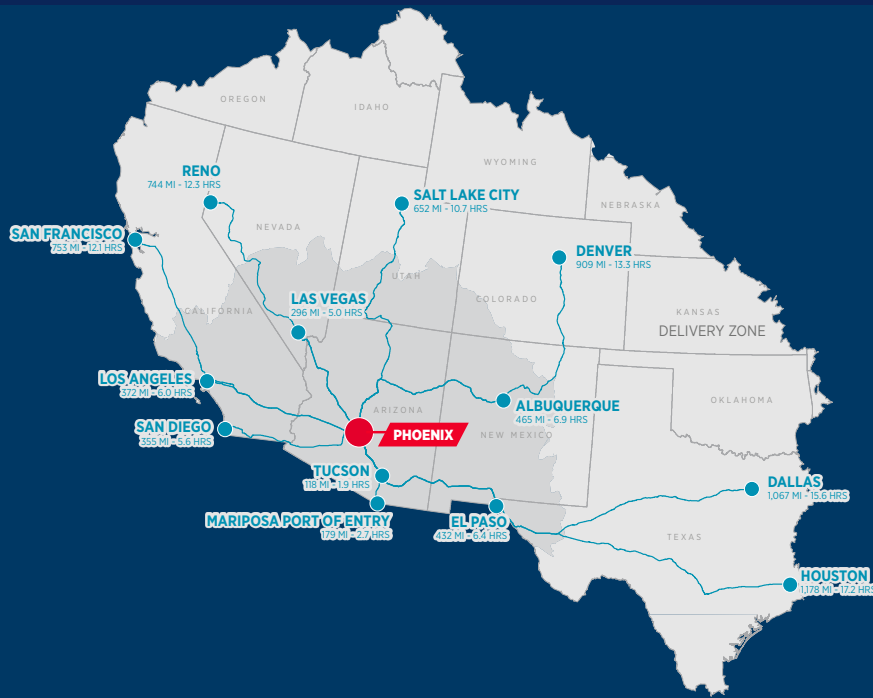 OREGON
IDAHO
WYOMING
RENO
744 MI - 12.3 HRS
SALT LAKE CITY
652 MI - 10.7 HRS
NEBRASKA
NEVADA
SAN FRANCISCO
753 MI - 12.1 HRS
DENVER
909 MI - 13.3 HRS
UTAH
LAS VEGAS
296 MI - 5.0 HRS
COLORADO
CALIFORNIA
KANSAS
DELIVERY ZONE
LOS ANGELES
372 MI - 6.0 HRS
ARIZONA
ALBUQUERQUE
465 MI - 6.9 HRS
OKLAHOMA
SAN DIEGO
355 MI - 5.6 HRS
PHOENIX
NEW MEXICO
TUCSON
118 MI - 1.9 HRS
DALLAS
1,067 MI - 15.6 HRS
MARIPOSA PORT OF ENTRY
179 MI - 2.7 HRS
EL PASO
432 MI - 6.4 HRS
TEXAS
HOUSTON
1,178 MI - 17.2 HRS